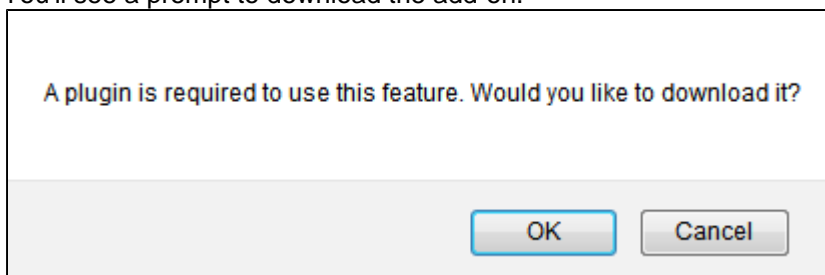 You'll see a prompt to download the add-on.
A plugin is required to use this feature. Would you like to download it?
OK
Cancel